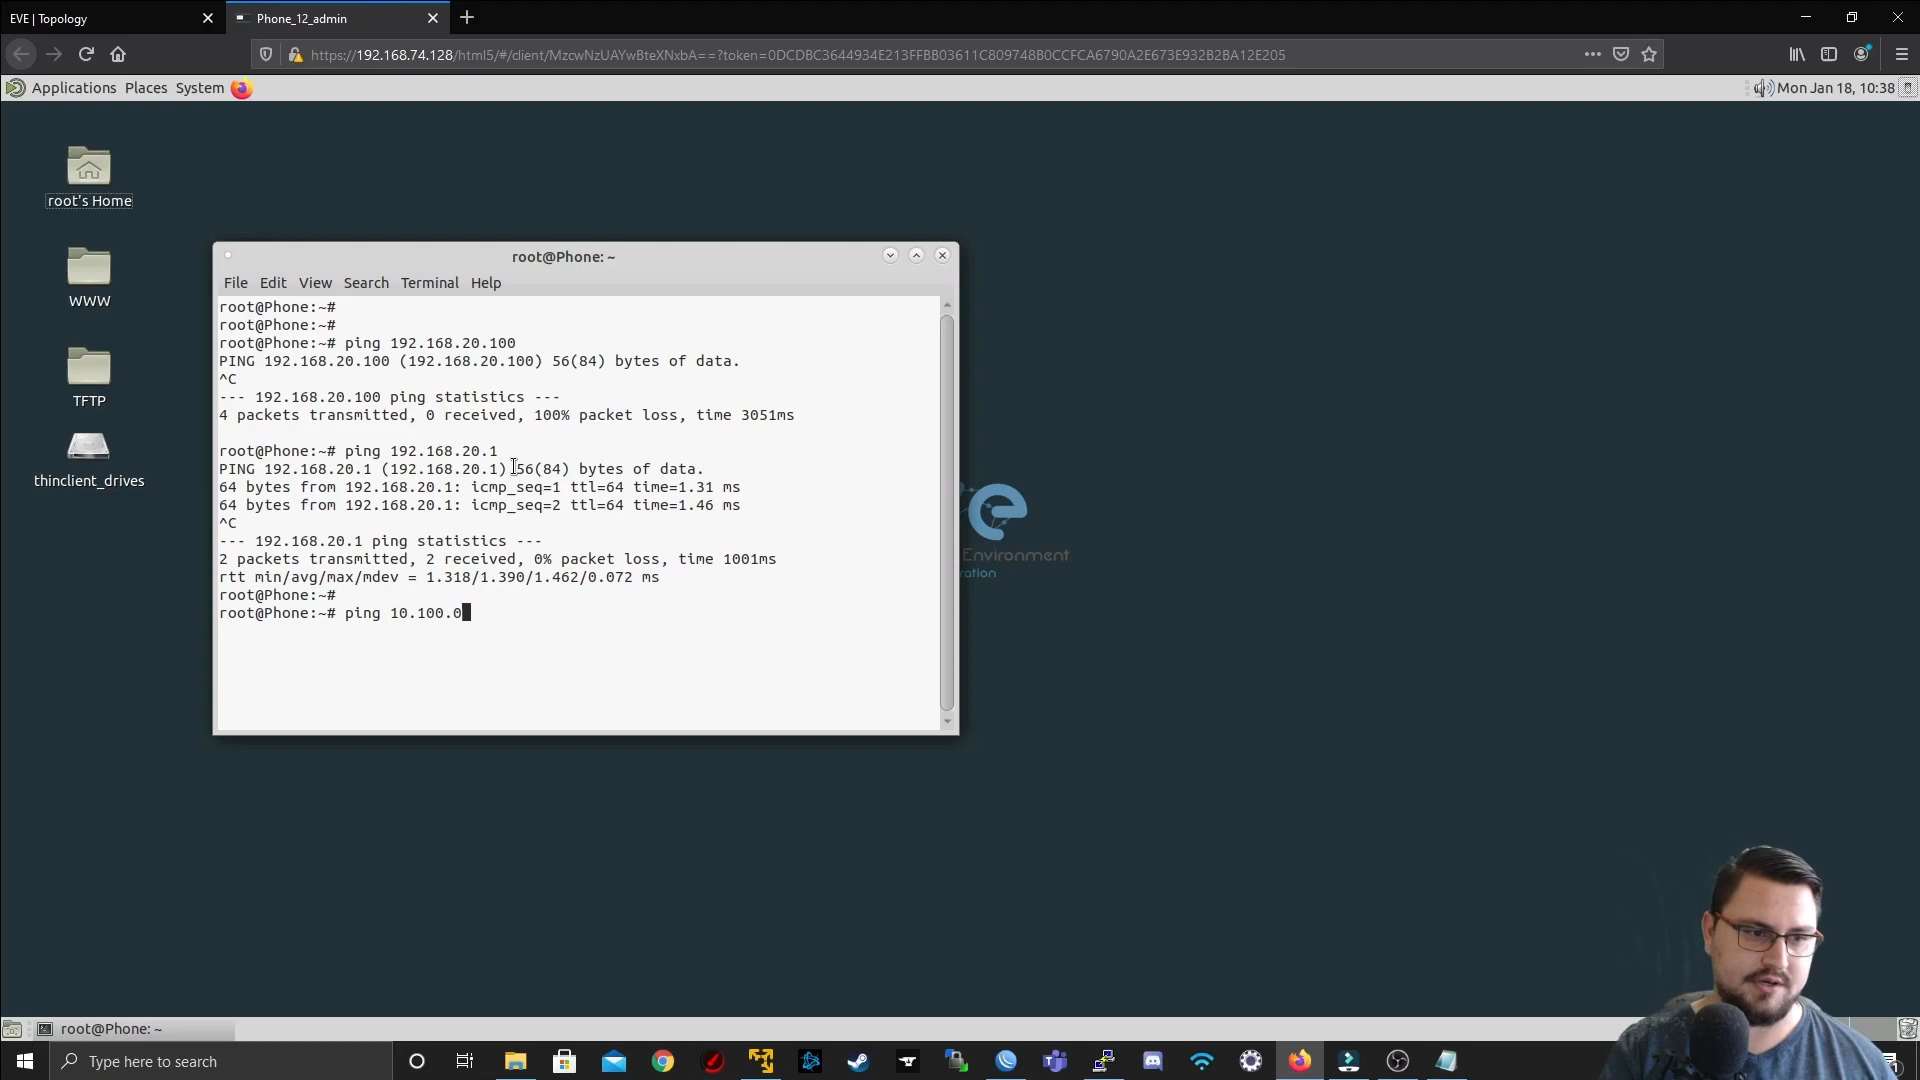 EVE | Topology
Phone_12_admin
https://192.168.74.128/html5/#/client/MzcwNzUAYwBteXNxbA==?token=0DCDBC3644934E213FFBB03611C809748B0CCFCA6790A2E673E932B2BA12E205
Applications Places System
Mon Jan 18, 10:38
root's Home
WWW
TFTP
thinclient_drives
root@Phone: ~
File Edit View Search Terminal Help
root@Phone:~#
root@Phone:~#
root@Phone:~# ping 192.168.20.100
PING 192.168.20.100 (192.168.20.100) 56(84) bytes of data.
^C
--- 192.168.20.100 ping statistics ---
4 packets transmitted, 0 received, 100% packet loss, time 3051ms
root@Phone:~# ping 192.168.20.1
PING 192.168.20.1 (192.168.20.1) 56(84) bytes of data.
64 bytes from 192.168.20.1: icmp_seq=1 ttl=64 time=1.31 ms
64 bytes from 192.168.20.1: icmp_seq=2 ttl=64 time=1.46 ms
^C
--- 192.168.20.1 ping statistics ---
2 packets transmitted, 2 received, 0% packet loss, time 1001ms
rtt min/avg/max/mdev = 1.318/1.390/1.462/0.072 ms
root@Phone:~#
root@Phone:~# ping 10.100.0
Environment
ration
root@Phone: ~
Type here to search